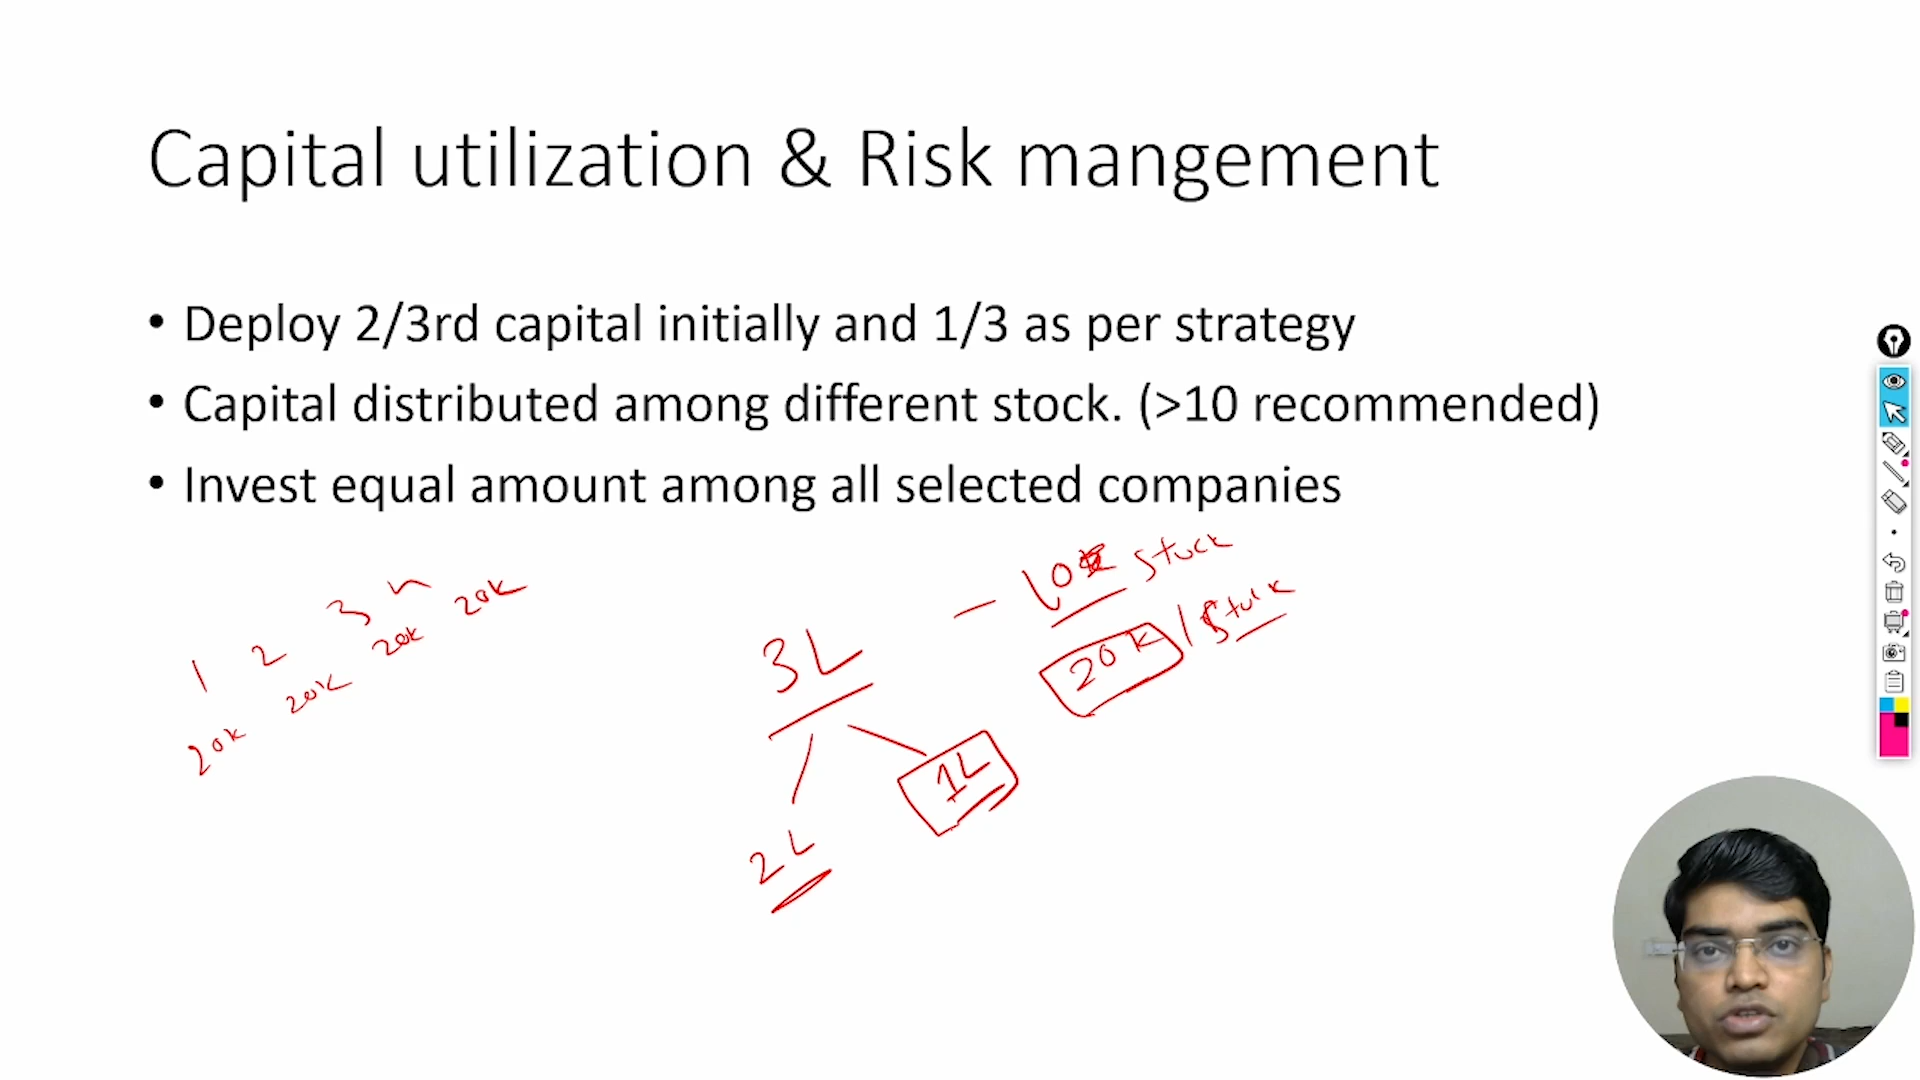 Capital utilization & Risk mangement
• Deploy 2/3rd capital initially and 1/3 as per strategy
• Capital distributed among different stock. (>10 recommended)
• Invest equal amount among all selected companies
1 2 3 4
20k 20k 20k 20k
3L - 10 stock
20k / stock
1L
2L